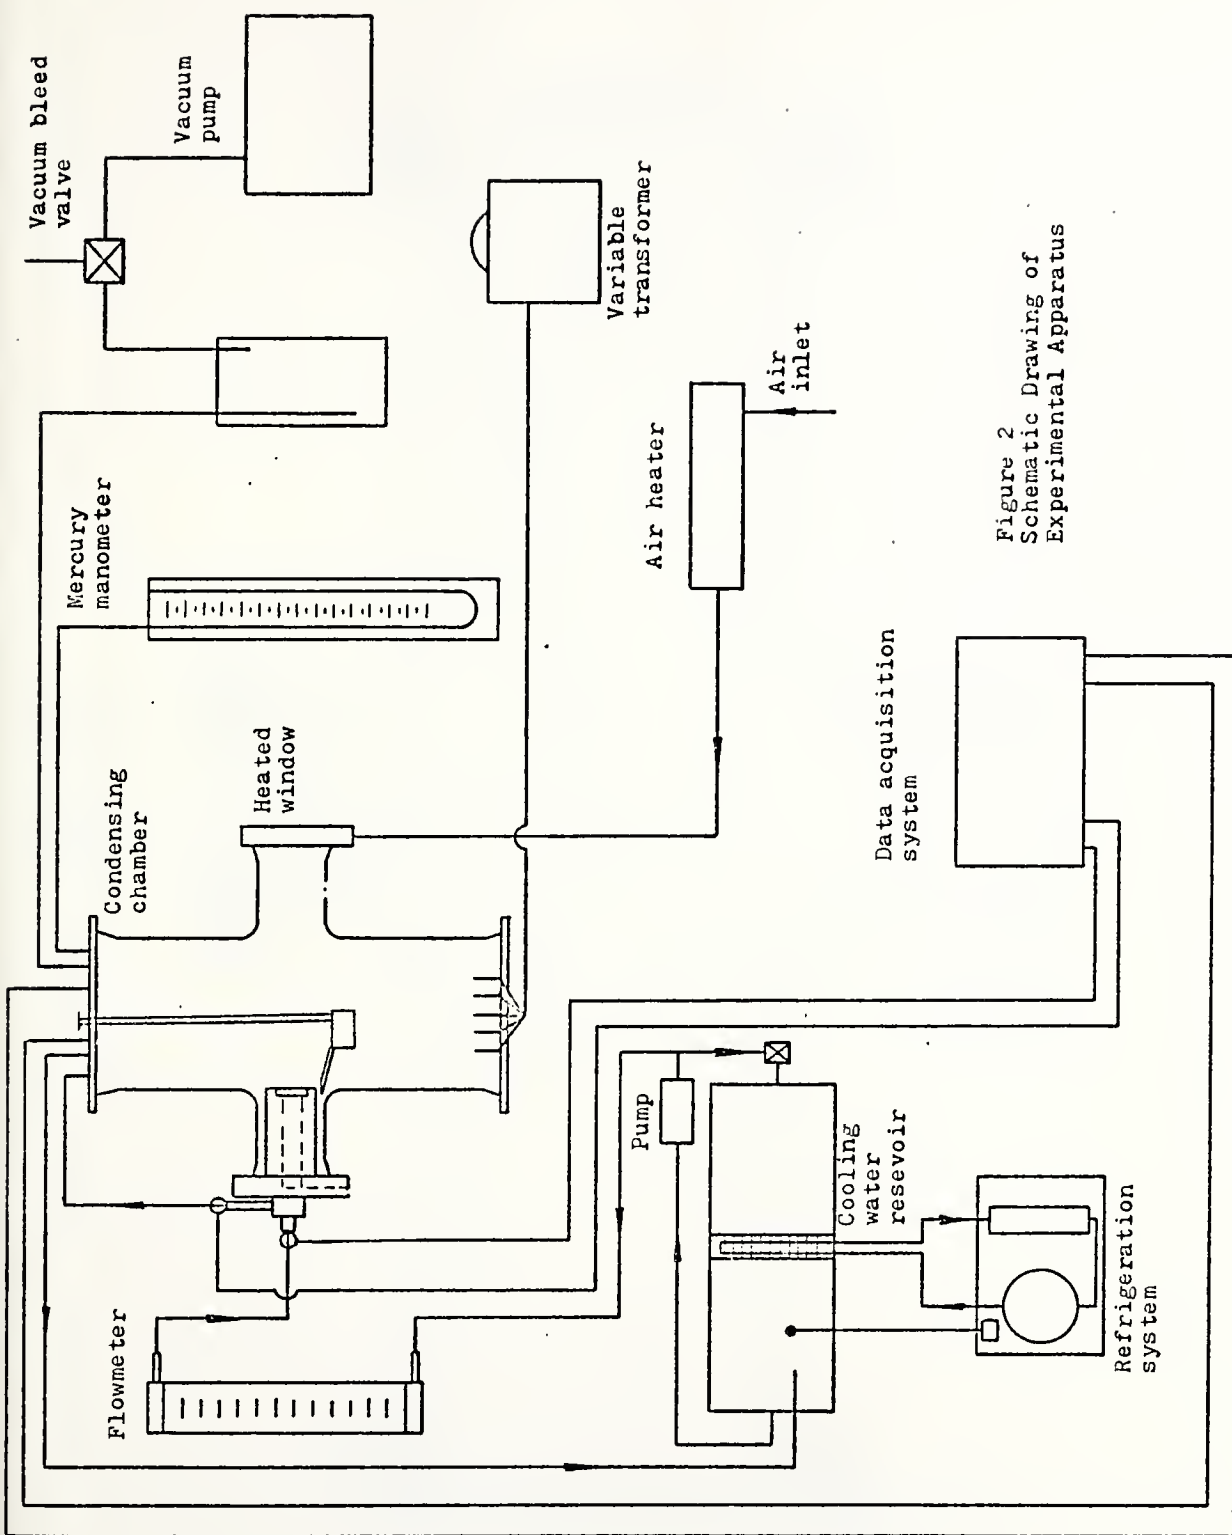 Vacuum bleed
valve
Vacuum
pump
Mercury
manometer
Variable
transformer
Condensing
chamber
Heated
window
Air heater
Air
inlet
Flowmeter
Pump
Cooling
water
resevoir
Data acquisition
system
Refrigeration
system
Figure 2
Schematic Drawing of
Experimental Apparatus